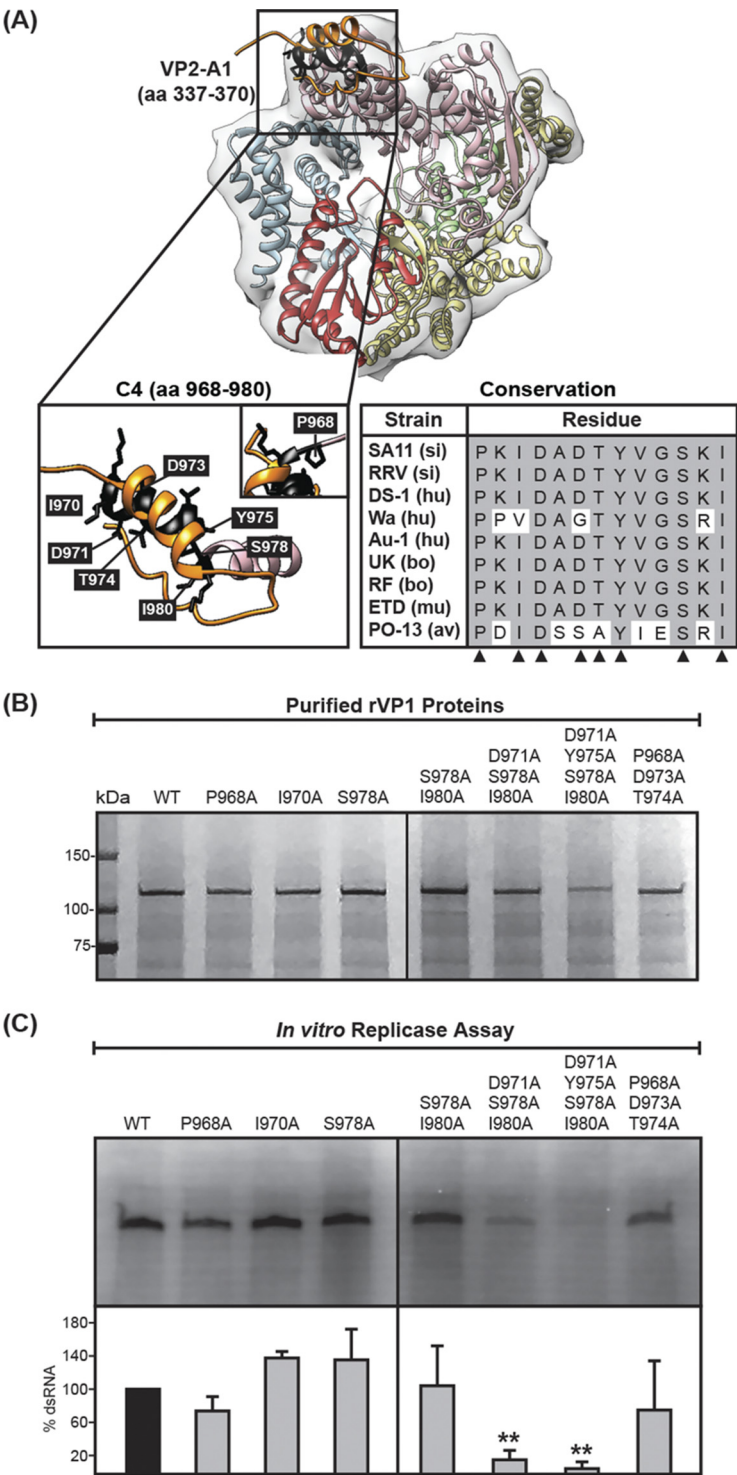 (A)
VP2-A1
(aa 337-370)
C4 (aa 968-980)
P968
D973
I970
Y975
D971
S978
T974
I980
Conservation
Strain Residue
SA11 (si) P K I D A D T Y V G S K I
RRV (si) P K I D A D T Y V G S K I
DS-1 (hu) P K I D A D T Y V G S K I
Wa (hu) P P V D A G T Y V G S R I
Au-1 (hu) P K I D A D T Y V G S K I
UK (bo) P K I D A D T Y V G S K I
RF (bo) P K I D A D T Y V G S K I
ETD (mu) P K I D A D T Y V G S K I
PO-13 (av) P D I D S S A Y I E S R I
(B)
Purified rVP1 Proteins
D971A
D971A Y975A P968A
S978A S978A S978A D973A
kDa WT P968A I970A S978A I980A I980A I980A T974A
150-
100-
75-
(C)
In vitro Replicase Assay
D971A
D971A Y975A P968A
S978A S978A S978A D973A
WT P968A I970A S978A I980A I980A I980A T974A
% dsRNA
180
140
100
60
20
** **